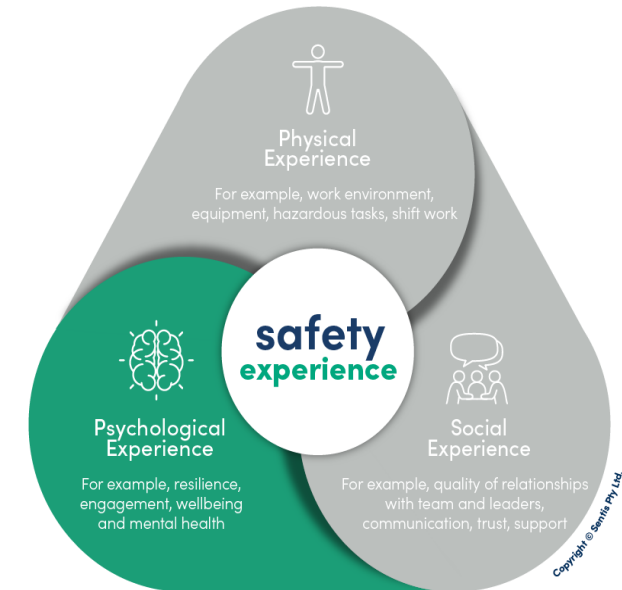 Physical
Experience
For example, work environment,
equipment, hazardous tasks, shift work
safety
experience
Psychological
Experience
For example, resilience,
engagement, wellbeing
and mental health
Social
Experience
For example, quality of relationships
with team and leaders,
communication, trust, support
Copyright © Sentis Pty Ltd.